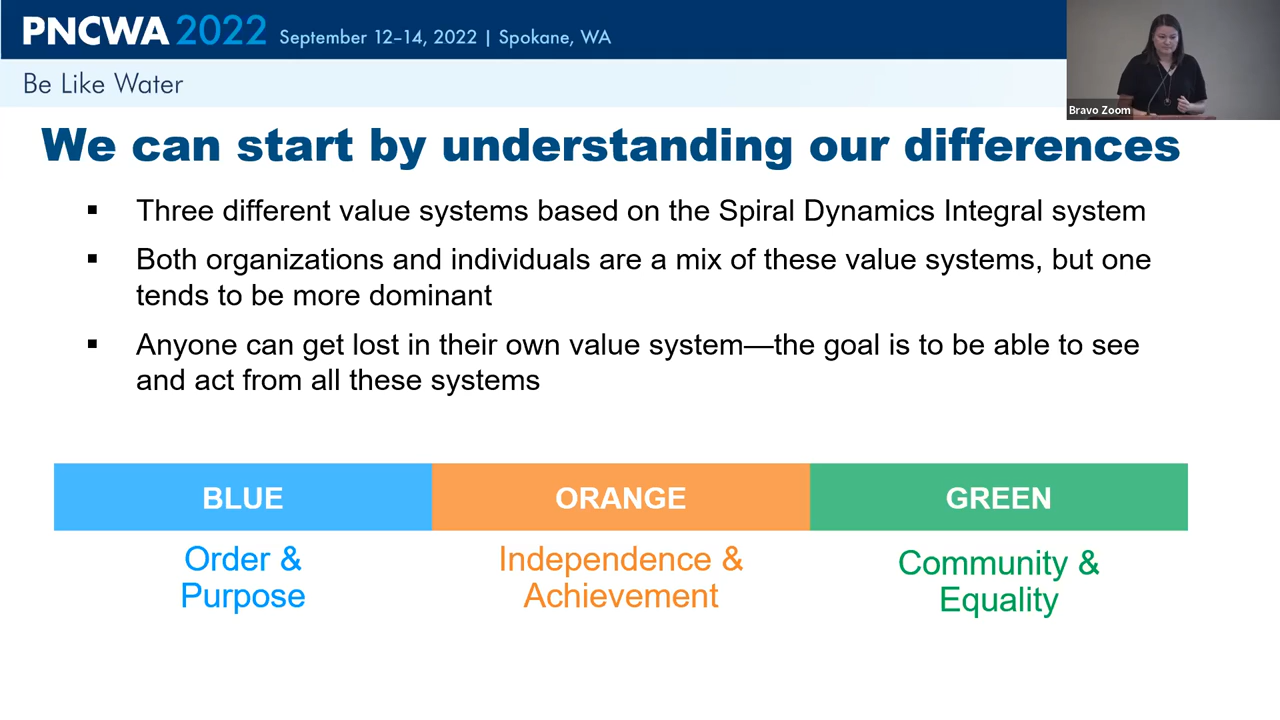 PNCWA 2022 September 12–14, 2022 | Spokane, WA
Be Like Water
Bravo Zoom
We can start by understanding our differences
▪ Three different value systems based on the Spiral Dynamics Integral system
▪ Both organizations and individuals are a mix of these value systems, but one
tends to be more dominant
▪ Anyone can get lost in their own value system—the goal is to be able to see
and act from all these systems
BLUE
Order &
Purpose
ORANGE
Independence &
Achievement
GREEN
Community &
Equality